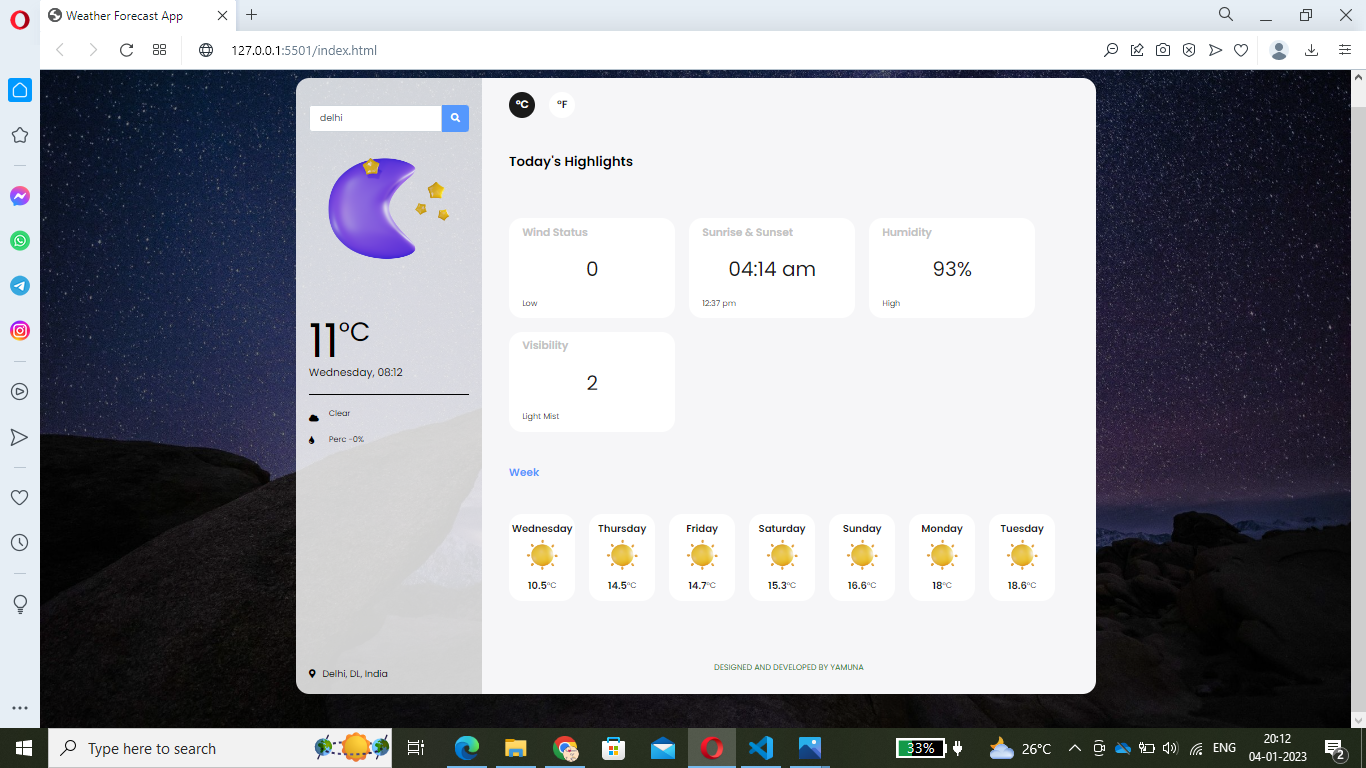 Weather Forecast App
127.0.0.1:5501/index.html
delhi
°C °F
Today's Highlights
Wind Status
0
Low
Sunrise & Sunset
04:14 am
12:37 pm
Humidity
93%
High
Visibility
2
Light Mist
11°C
Wednesday, 08:12
Clear
Perc -0%
Week
Wednesday
10.5°C
Thursday
14.5°C
Friday
14.7°C
Saturday
15.3°C
Sunday
16.6°C
Monday
18°C
Tuesday
18.6°C
Delhi, DL, India
DESIGNED AND DEVELOPED BY YAMUNA
Type here to search
33%
26°C
ENG
20:12
04-01-2023
2